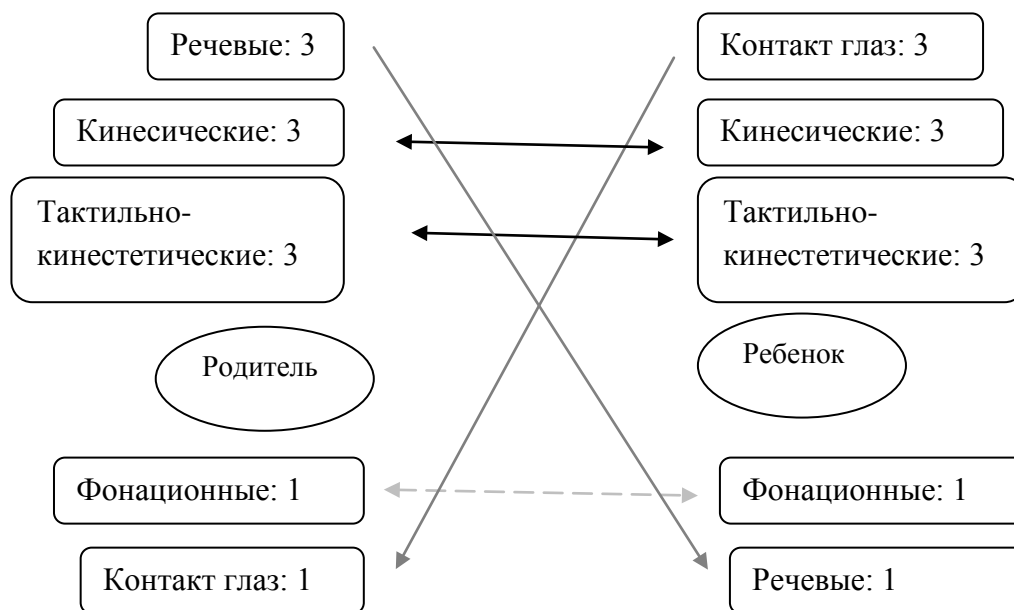 Речевые: 3
Контакт глаз: 3
Кинесические: 3
Кинесические: 3
Тактильно-
кинестетические: 3
Тактильно-
кинестетические: 3
Родитель
Ребенок
Фонационные: 1
Фонационные: 1
Контакт глаз: 1
Речевые: 1